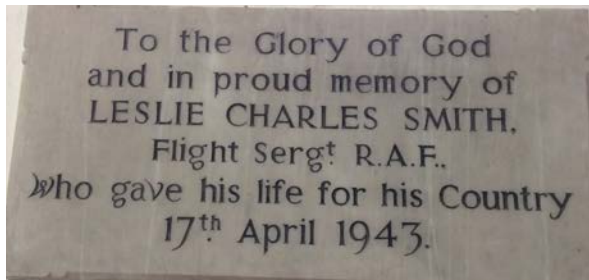 To the Glory of God
and in proud memory of
LESLIE CHARLES SMITH,
Flight Sergt R.A.F..
Who gave his life for his Country
17th April 1943.